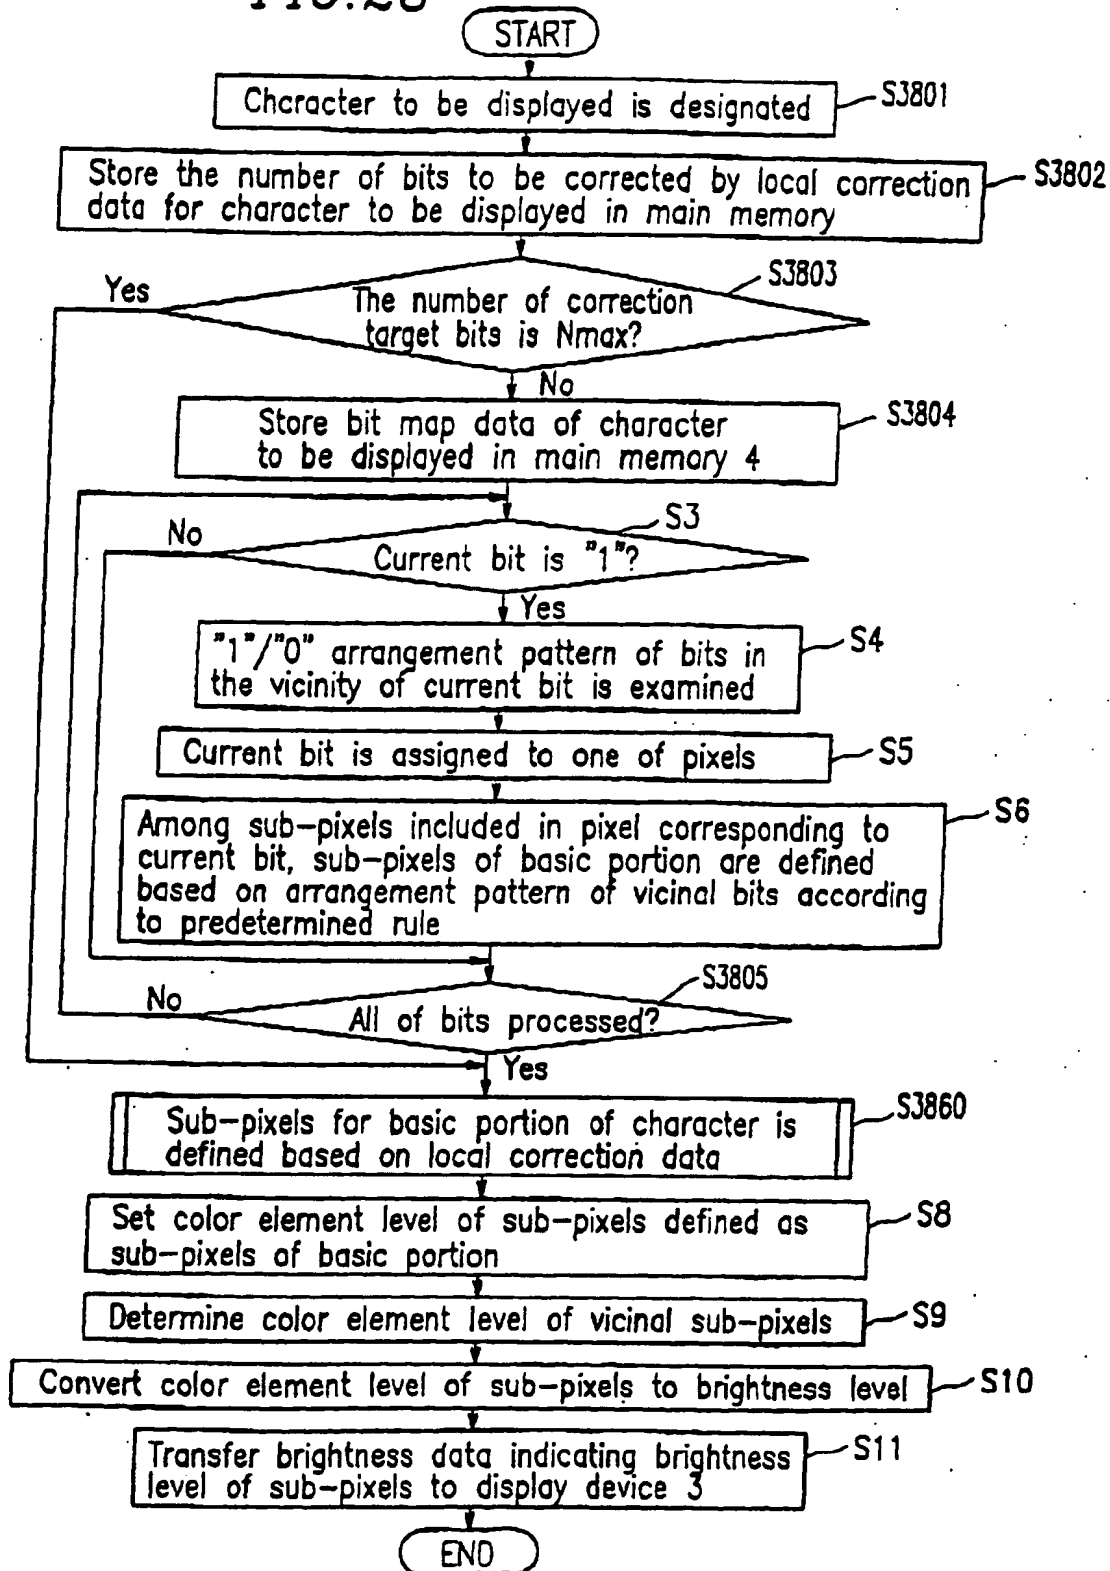 START
Character to be displayed is designated
S3801
Store the number of bits to be corrected by local correction
data for character to be displayed in main memory
S3802
S3803
Yes
The number of correction
target bits is Nmax?
No
Store bit map data of character
to be displayed in main memory 4
S3804
S3
No
Current bit is "1"?
Yes
"1"/"0" arrangement pattern of bits in
the vicinity of current bit is examined
S4
Current bit is assigned to one of pixels
S5
Among sub-pixels included in pixel corresponding to
current bit, sub-pixels of basic portion are defined
based on arrangement pattern of vicinal bits according
to predetermined rule
S6
S3805
No
All of bits processed?
Yes
Sub-pixels for basic portion of character is
defined based on local correction data
S3860
Set color element level of sub-pixels defined as
sub-pixels of basic portion
S8
Determine color element level of vicinal sub-pixels
S9
Convert color element level of sub-pixels to brightness level
S10
Transfer brightness data indicating brightness
level of sub-pixels to display device 3
S11
END